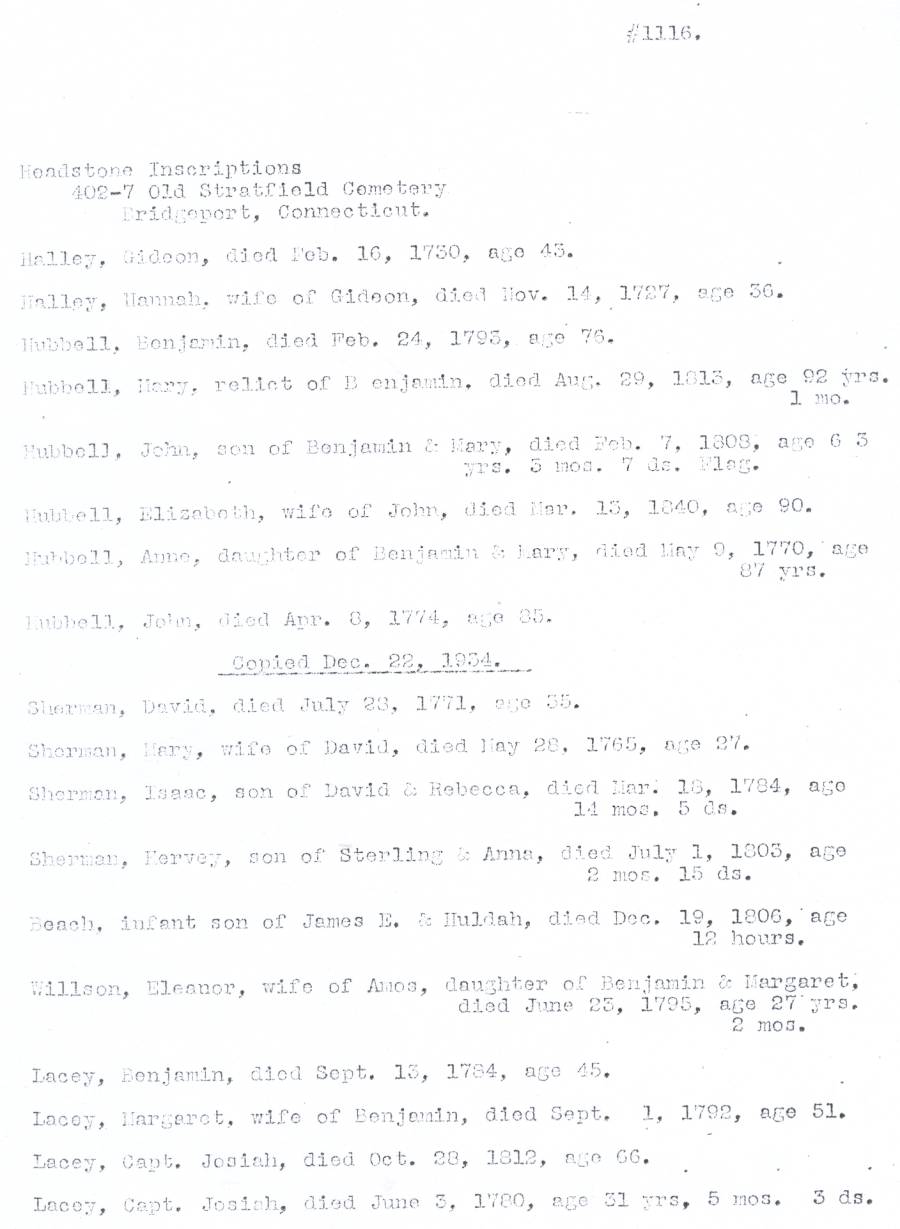 #1116.
Headstone Inscriptions
402-7 Old Stratfield Cemetery
Bridgeport, Connecticut.
Halley, Gideon, died Feb. 16, 1730, age 43.
Halley, Hannah, wife of Gideon, died Nov. 14, 1727, age 36.
Hubbell, Benjamin, died Feb. 24, 1793, age 76.
Hubbell, Mary, relict of B enjamin, died Aug. 29, 1813, age 92 yrs.
1 mo.
Hubbell, John, son of Benjamin & Mary, died Feb. 7, 1808, age 6 3
yrs. 3 mos. 7 ds. Flag.
Hubbell, Elizabeth, wife of John, died Mar. 13, 1840, age 90.
Hubbell, Anne, daughter of Benjamin & Mary, died May 9, 1770, age
87 yrs.
Hubbell, John, died Apr. 8, 1774, age 85.
Copied Dec. 22, 1934.
Sherman, David, died July 28, 1771, age 35.
Sherman, Mary, wife of David, died May 28, 1765, age 27.
Sherman, Isaac, son of David & Rebecca, died Mar. 18, 1784, age
14 mos. 5 ds.
Sherman, Hervey, son of Sterling & Anna, died July 1, 1803, age
2 mos. 15 ds.
Beach, infant son of James E. & Huldah, died Dec. 19, 1806, age
12 hours.
Willson, Eleanor, wife of Amos, daughter of Benjamin & Margaret,
died June 23, 1795, age 27 yrs.
2 mos.
Lacey, Benjamin, died Sept. 13, 1784, age 45.
Lacey, Margaret, wife of Benjamin, died Sept. 1, 1792, age 51.
Lacey, Capt. Josiah, died Oct. 28, 1812, age 66.
Lacey, Capt. Josiah, died June 3, 1780, age 31 yrs, 5 mos. 3 ds.